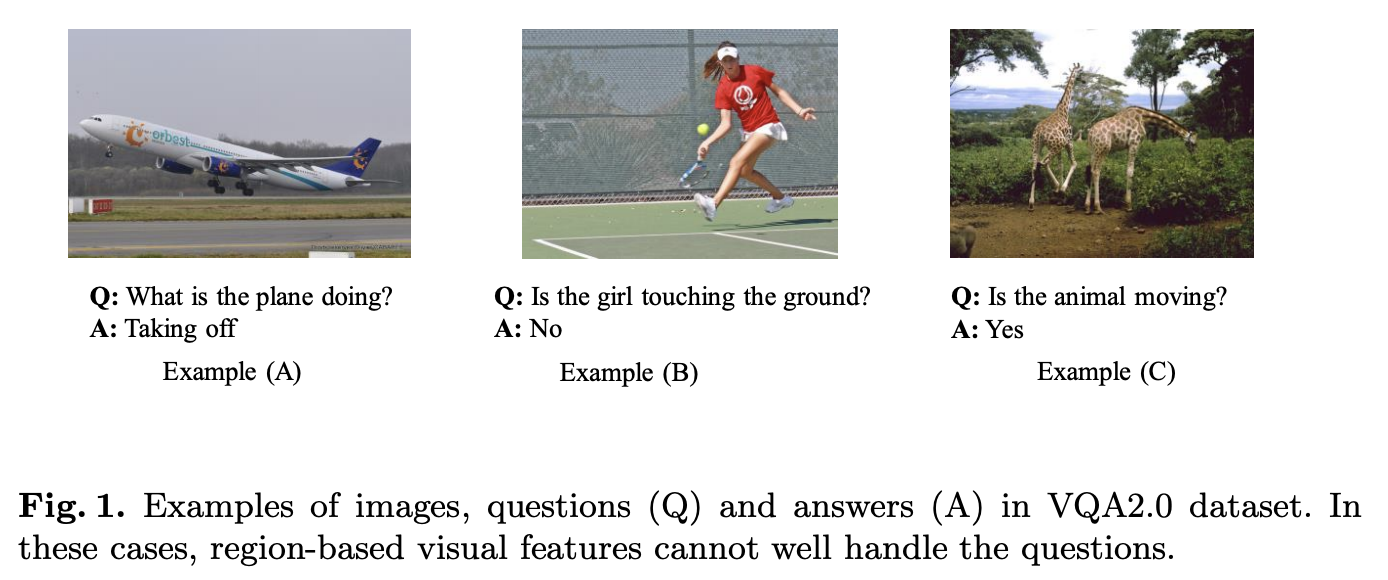 orbest
Q: What is the plane doing?
A: Taking off
Example (A)
Q: Is the girl touching the ground?
A: No
Example (B)
Q: Is the animal moving?
A: Yes
Example (C)
Fig. 1. Examples of images, questions (Q) and answers (A) in VQA2.0 dataset. In
these cases, region-based visual features cannot well handle the questions.